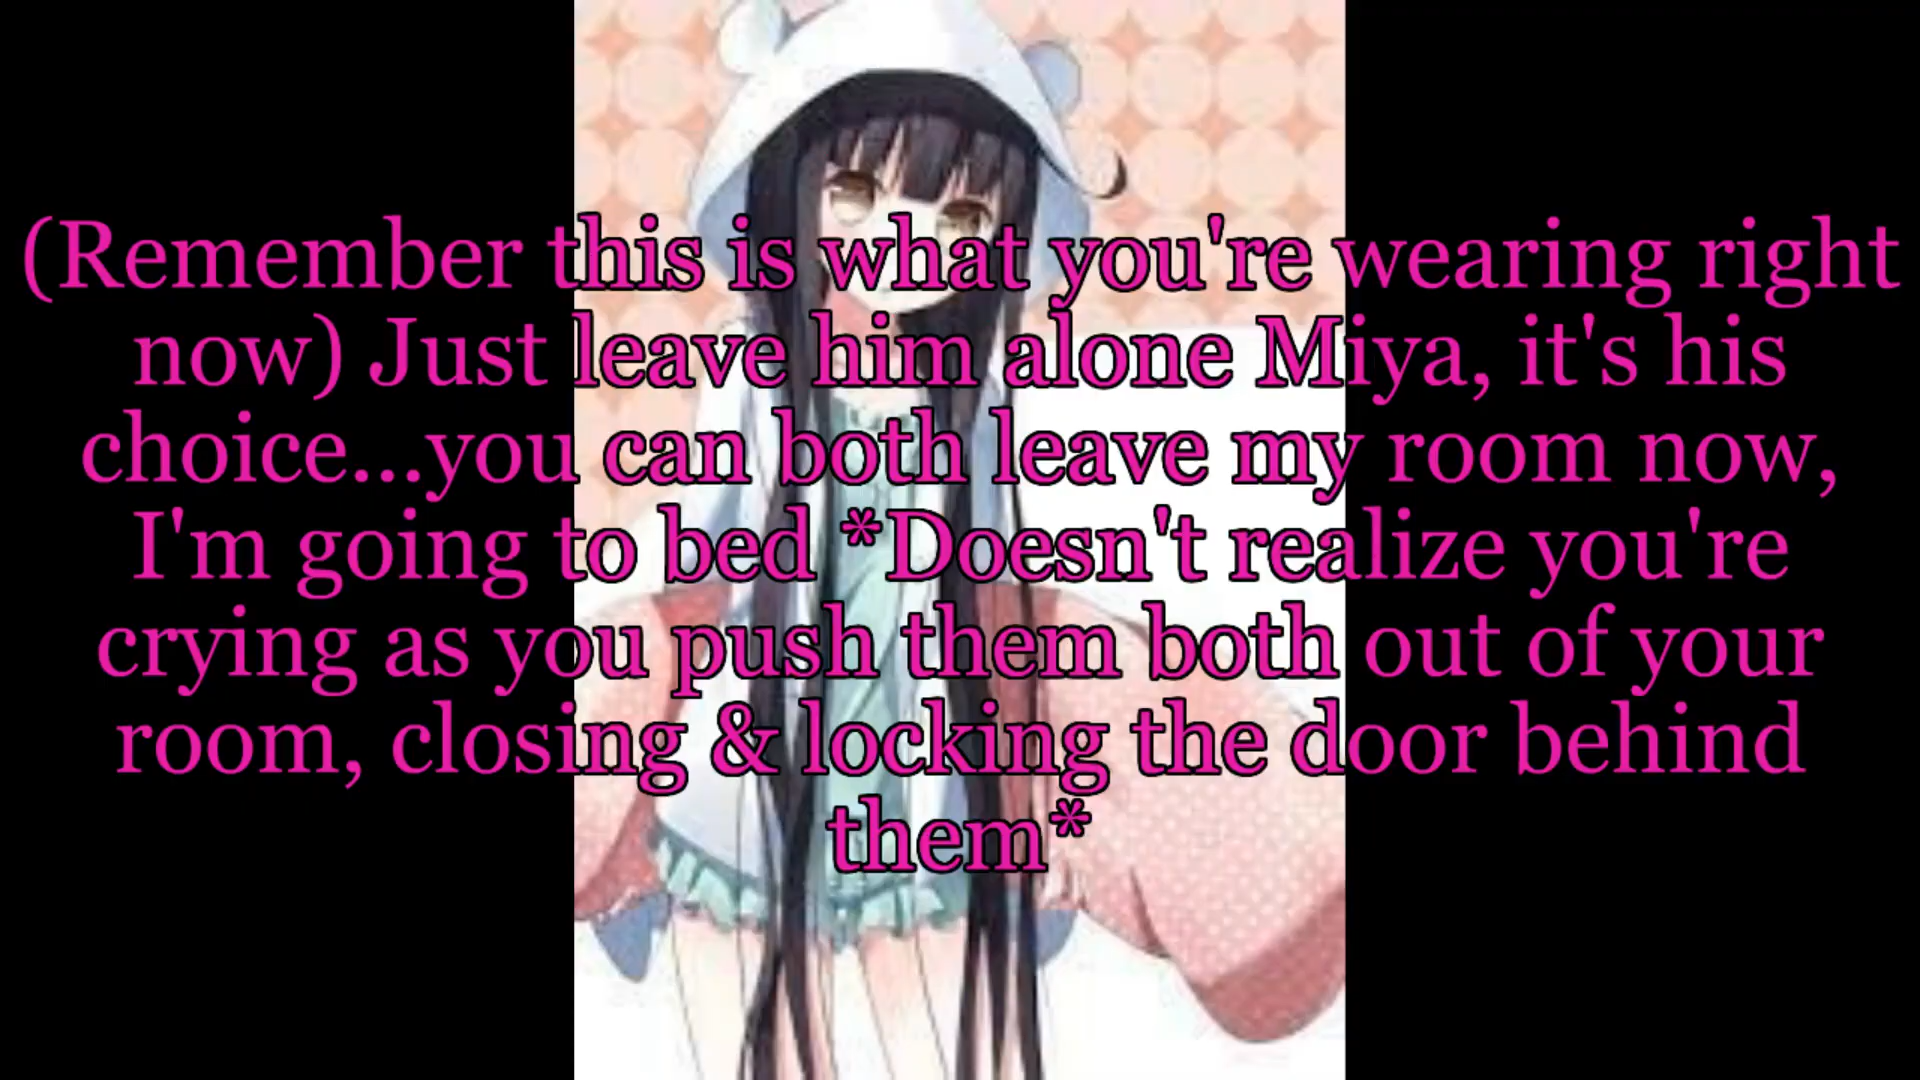 (Remember this is what you're wearing right
now) Just leave him alone Miya, it's his
choice...you can both leave my room now,
I'm going to bed *Doesn't realize you're
crying as you push them both out of your
room, closing & locking the door behind
them*